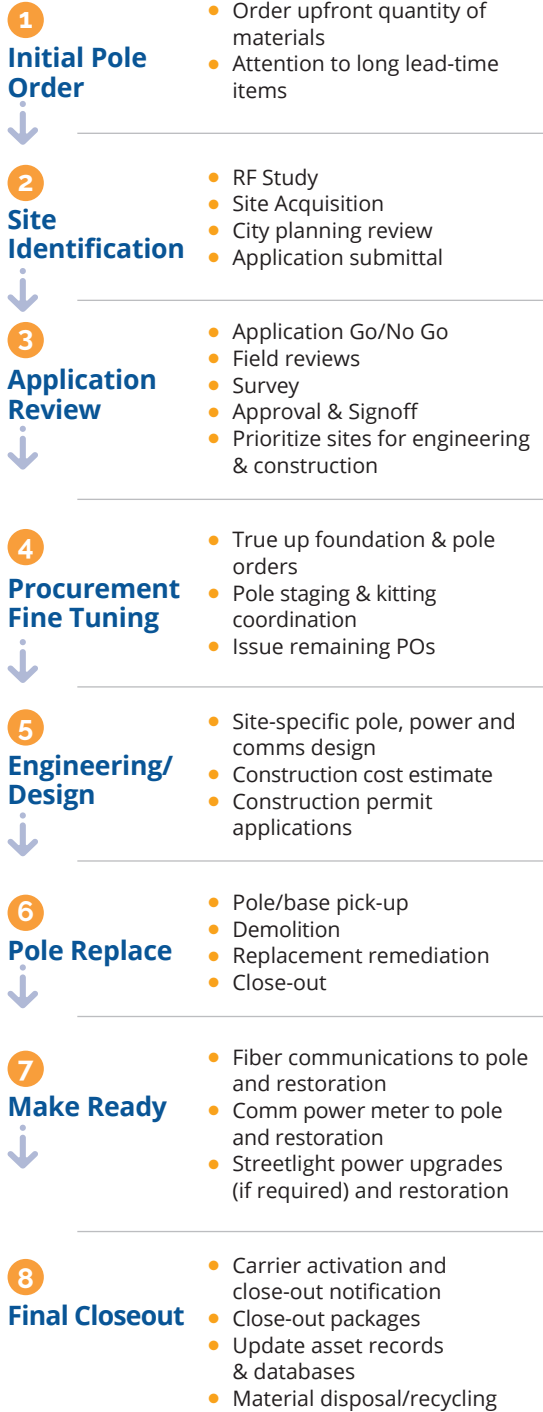 1
Initial Pole
Order
• Order upfront quantity of
materials
• Attention to long lead-time
items
2
Site
Identification
• RF Study
• Site Acquisition
• City planning review
• Application submittal
3
Application
Review
• Application Go/No Go
• Field reviews
• Survey
• Approval & Signoff
• Prioritize sites for engineering
& construction
4
Procurement
Fine Tuning
• True up foundation & pole
orders
• Pole staging & kitting
coordination
• Issue remaining POs
5
Engineering/
Design
• Site-specific pole, power and
comms design
• Construction cost estimate
• Construction permit
applications
6
Pole Replace
• Pole/base pick-up
• Demolition
• Replacement remediation
• Close-out
7
Make Ready
• Fiber communications to pole
and restoration
• Comm power meter to pole
and restoration
• Streetlight power upgrades
(if required) and restoration
8
Final Closeout
• Carrier activation and
close-out notification
• Close-out packages
• Update asset records
& databases
• Material disposal/recycling